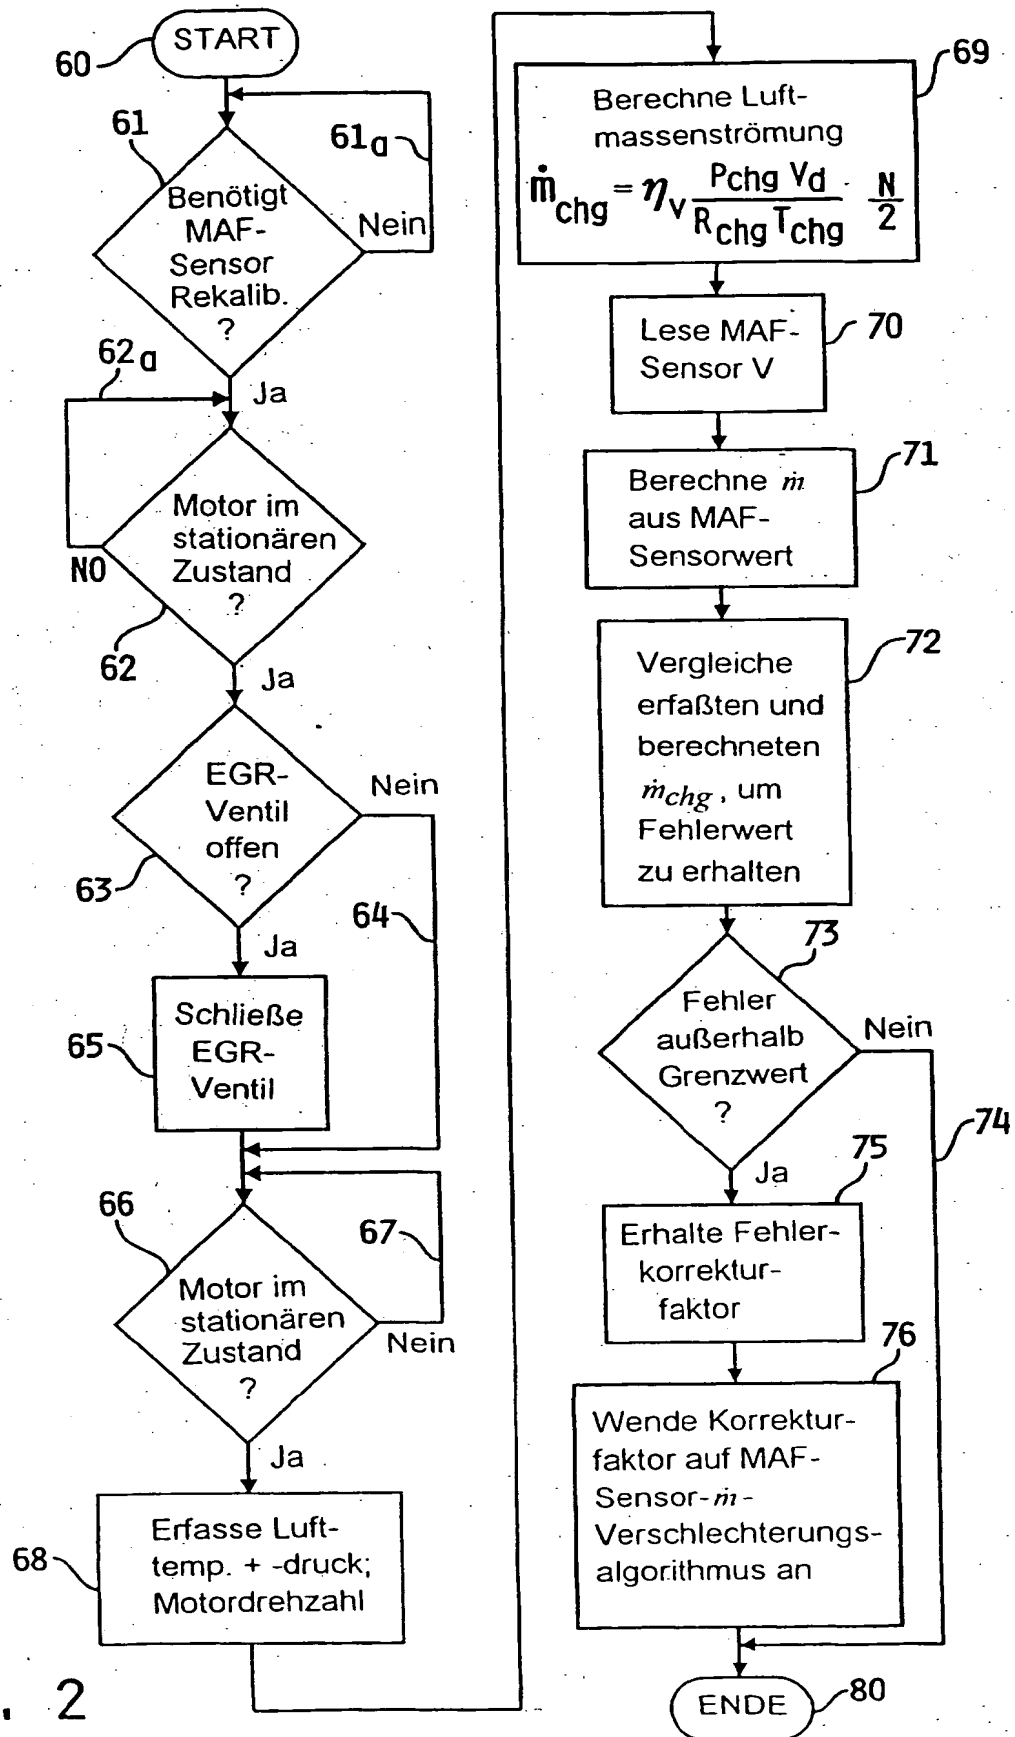 START
60
61
61a
Benötigt
MAF-
Sensor
Rekalib.
?
Nein
62a
Ja
Motor im
stationären
Zustand
?
NO
62
Ja
EGR-
Ventil
offen
?
Nein
63
64
Ja
Schließe
EGR-
Ventil
65
66
67
Motor im
stationären
Zustand
?
Nein
Ja
Erfasse Luft-
temp. + -druck;
Motordrehzahl
68
. 2
69
Berechne Luft-
massenströmung
ṁchg = ηv Pchg Vd / Rchg Tchg N/2
Lese MAF-
Sensor V
70
71
Berechne ṁ
aus MAF-
Sensorwert
72
Vergleiche
erfaßten und
berechneten
ṁchg, um
Fehlerwert
zu erhalten
73
Fehler
außerhalb
Grenzwert
?
Nein
74
75
Ja
Erhalte Fehler-
korrektur-
faktor
76
Wende Korrektur-
faktor auf MAF-
Sensor-ṁ-
Verschlechterungs-
algorithmus an
ENDE
80